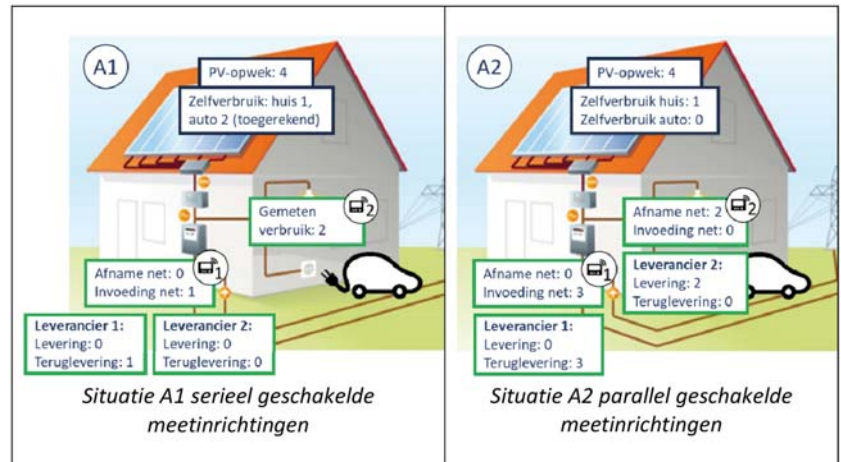 A1
PV-opwek: 4
Zelfverbruik: huis 1,
auto 2 (toegerekend)
Gemeten
verbruik: 2
2
1
Afname net: 0
Invoeding net: 1
Leverancier 1:
Levering: 0
Teruglevering: 1
Leverancier 2:
Levering: 0
Teruglevering: 0
Situatie A1 serieel geschakelde
meetinrichtingen
A2
PV-opwek: 4
Zelfverbruik huis: 1
Zelfverbruik auto: 0
Afname net: 2
Invoeding net: 0
2
1
Afname net: 0
Invoeding net: 3
Leverancier 2:
Levering: 2
Teruglevering: 0
Leverancier 1:
Levering: 0
Teruglevering: 3
Situatie A2 parallel geschakelde
meetinrichtingen